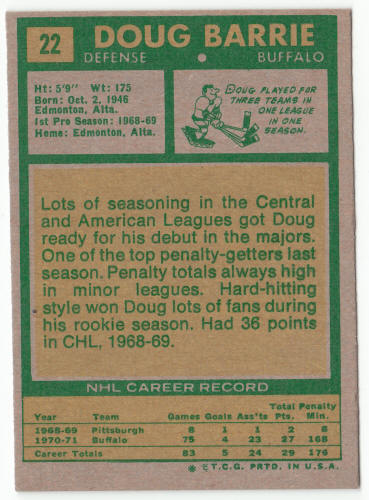 22 DOUG BARRIE
DEFENSE • BUFFALO
Ht: 5'9" Wt: 175
Born: Oct. 2, 1946
Edmonton, Alta.
1st Pro Season: 1968-69
Home: Edmonton, Alta.
DOUG PLAYED FOR
THREE TEAMS IN
ONE LEAGUE
IN ONE
SEASON.
Lots of seasoning in the Central
and American Leagues got Doug
ready for his debut in the majors.
One of the top penalty-getters last
season. Penalty totals always high
in minor leagues. Hard-hitting
style won Doug lots of fans during
his rookie season. Had 36 points
in CHL, 1968-69.
NHL CAREER RECORD
Total Penalty
Year Team Games Goals Ass'ts Pts. Min.
1968-69 Pittsburgh 8 1 1 2 8
1970-71 Buffalo 75 4 23 27 168
Career Totals 83 5 24 29 176
* © T.C.G. PRTD. IN U.S.A.